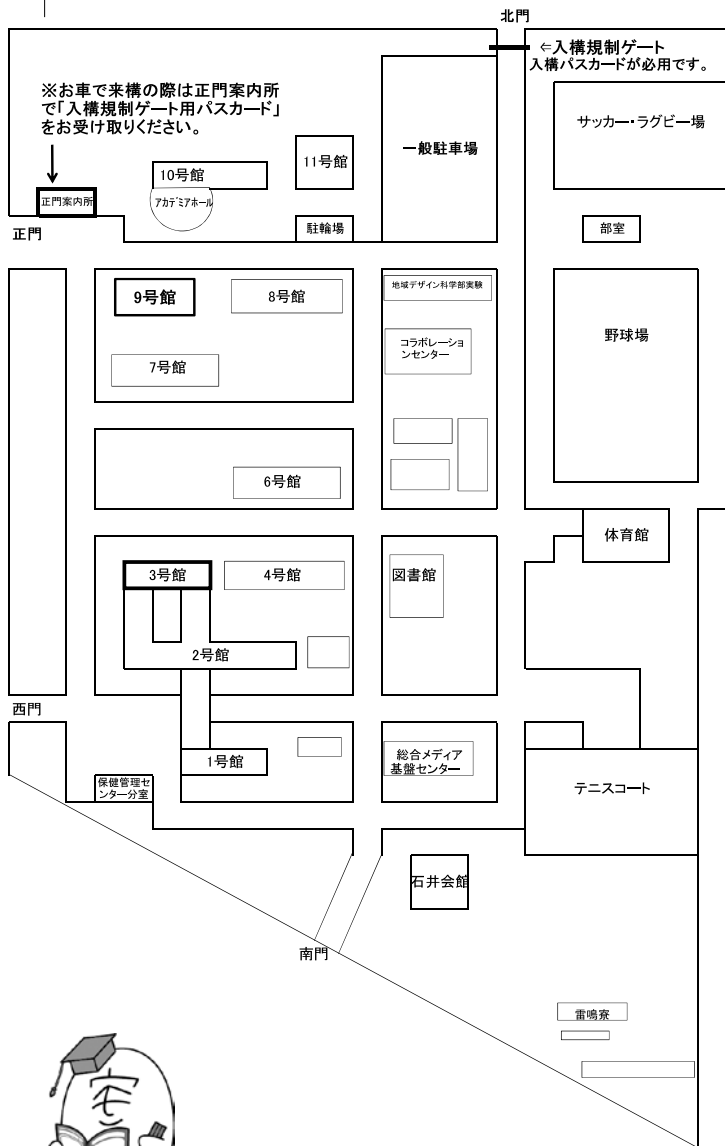 北門
⇐入構規制ゲート
入構パスカードが必用です。
※お車で来構の際は正門案内所
で「入構規制ゲート用パスカード」
をお受け取りください。
サッカー・ラグビー場
一般駐車場
11号館
10号館
アカデミアホール
正門案内所
駐輪場
部室
正門
地域デザイン科学部実験
9号館
8号館
野球場
コラボレーショ
ンセンター
7号館
6号館
体育館
3号館
4号館
図書館
2号館
西門
総合メディア
基盤センター
1号館
保健管理セ
ンター分室
テニスコート
石井会館
南門
雷鳴寮